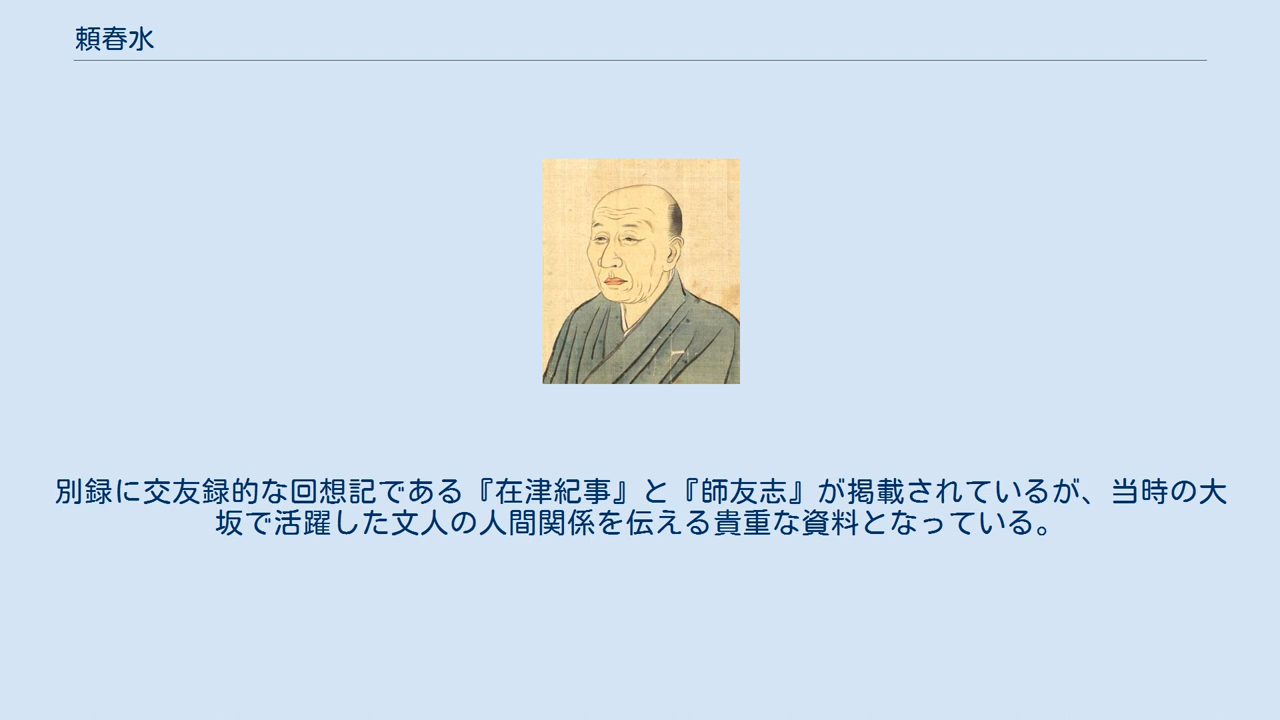 頼春水
別録に交友録的な回想記である『在津紀事』と『師友志』が掲載されているが、当時の大
坂で活躍した文人の人間関係を伝える貴重な資料となっている。